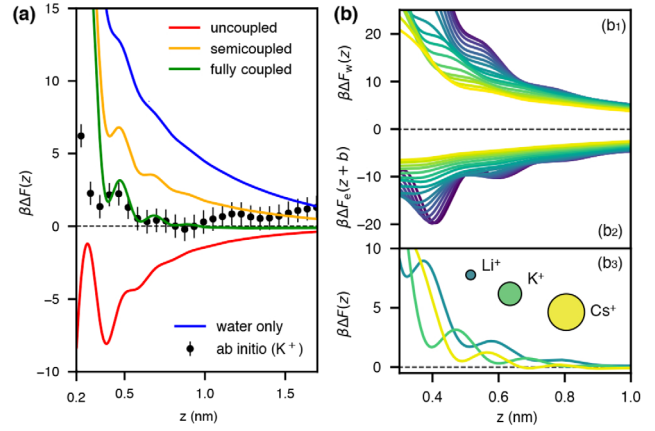 (a)
15
10
5
0
−5
−10
βΔF(z)
uncoupled
semicoupled
fully coupled
water only
ab initio (K⁺)
0.2
0.5
1.0
1.5
z (nm)
(b)
(b₁)
20
10
0
−10
−20
βΔF_w(z)
βΔF_e(z + b)
(b₂)
(b₃)
10
5
0
βΔF(z)
Li⁺
K⁺
Cs⁺
0.4
0.6
0.8
1.0
z (nm)